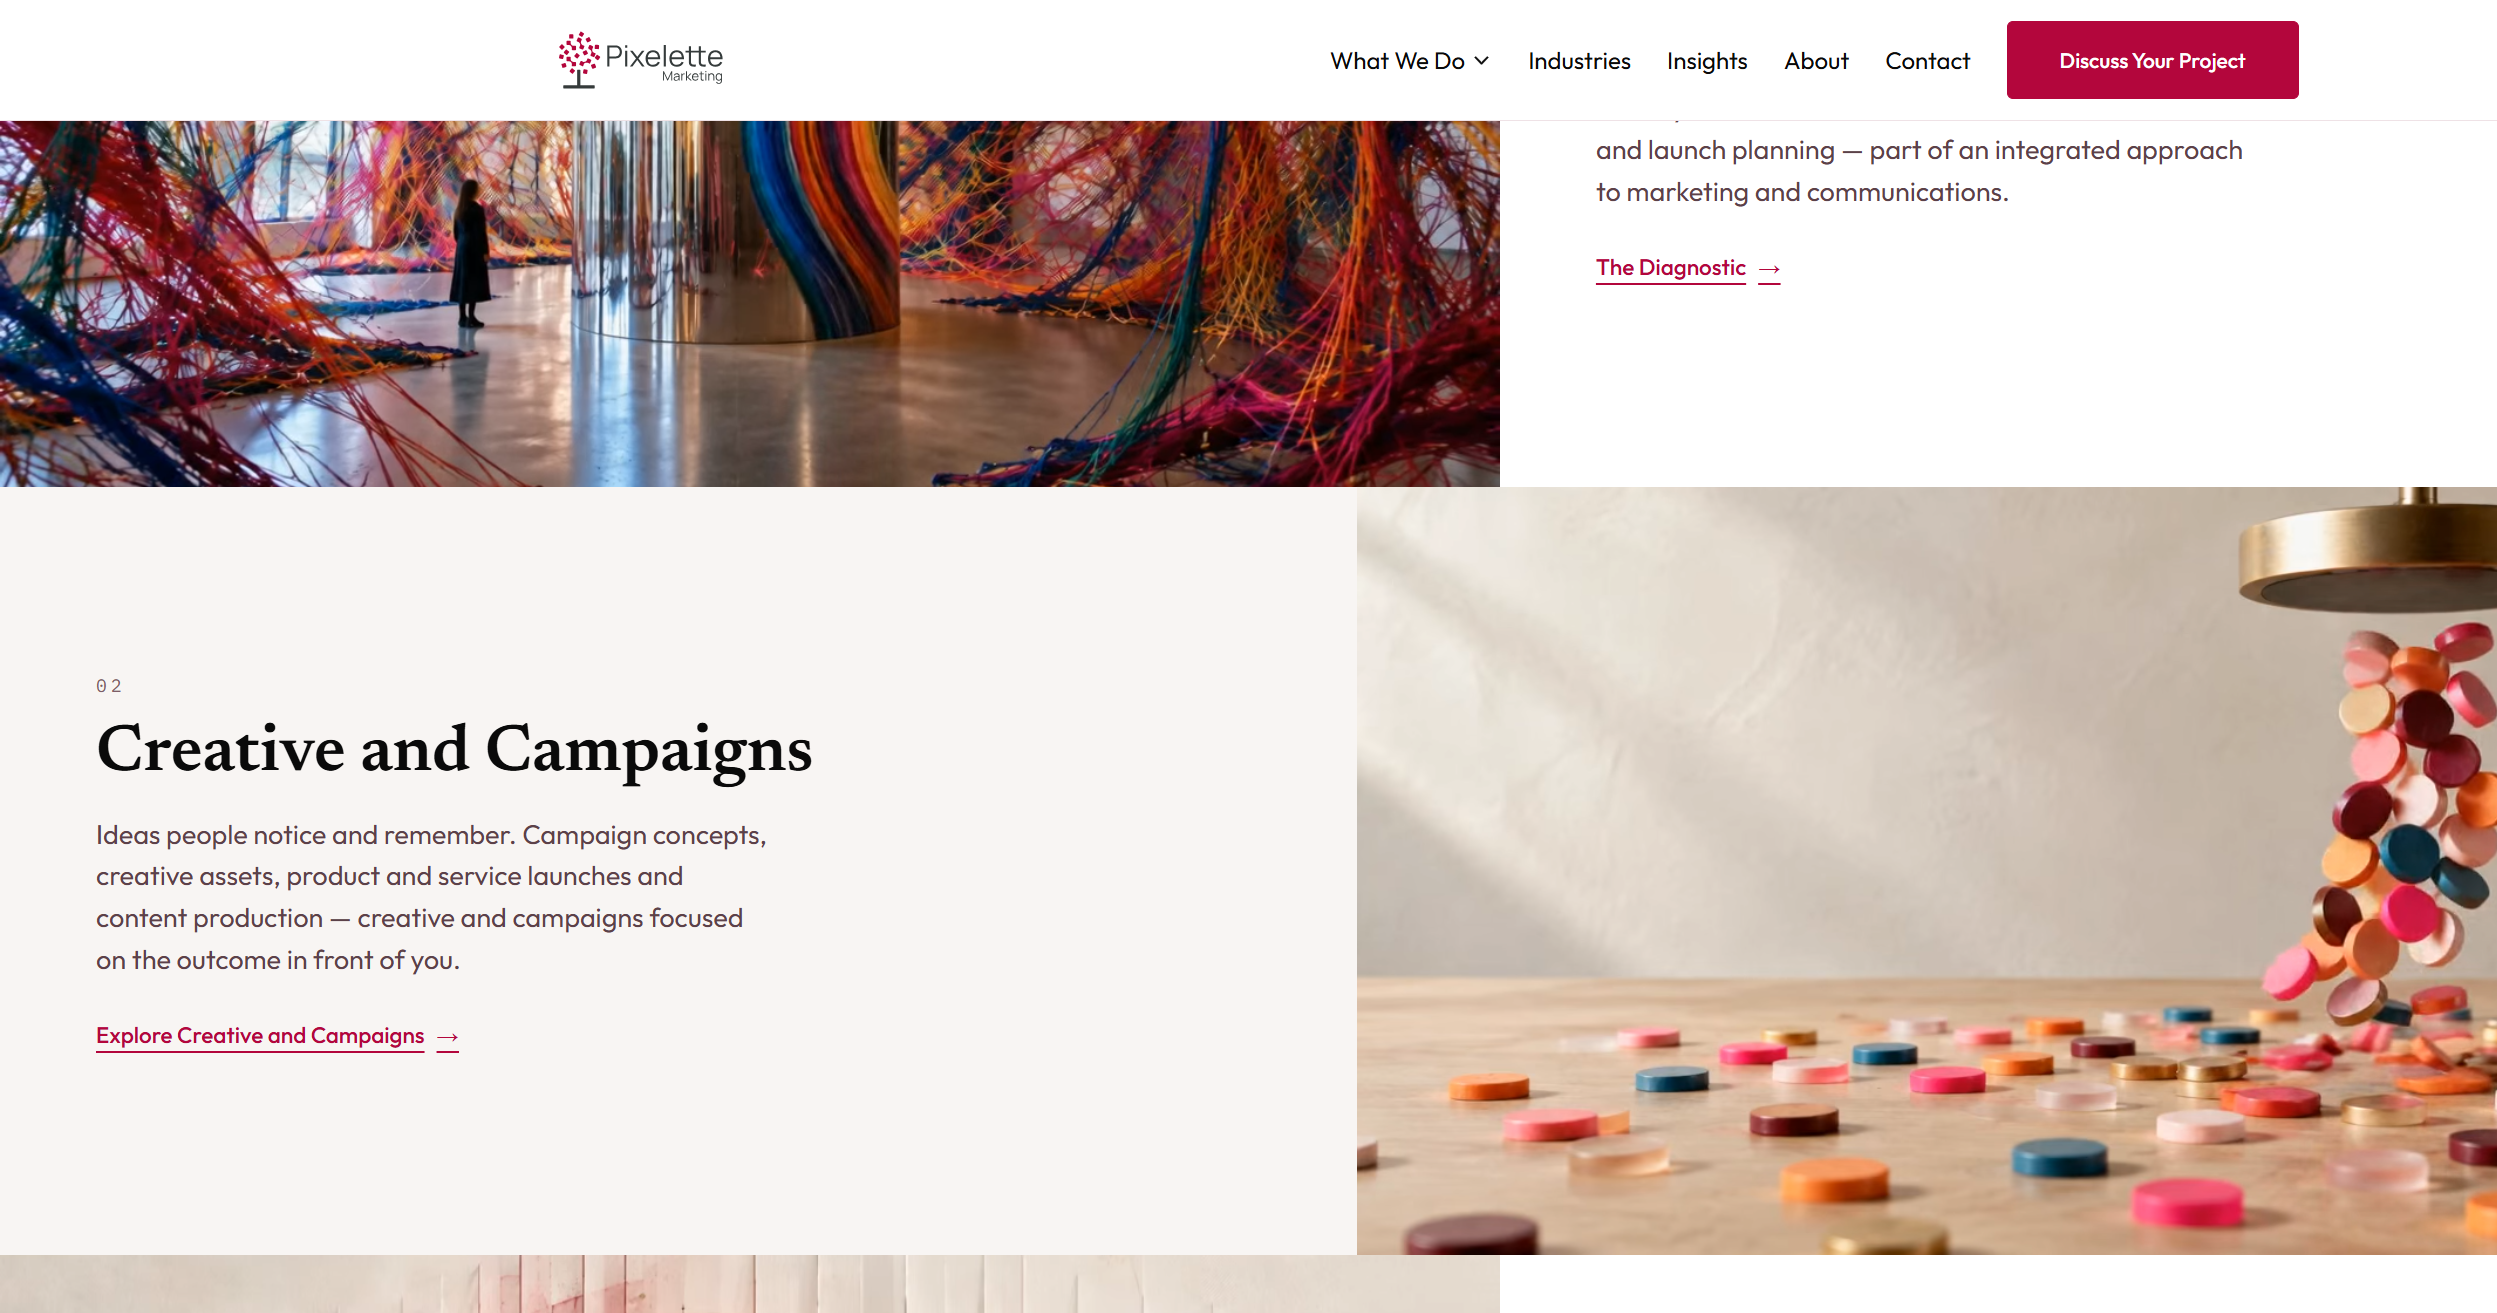 Pixelette
Marketing
What We Do
Industries
Insights
About
Contact
Discuss Your Project
and launch planning — part of an integrated approach
to marketing and communications.
The Diagnostic →
02
Creative and Campaigns
Ideas people notice and remember. Campaign concepts,
creative assets, product and service launches and
content production — creative and campaigns focused
on the outcome in front of you.
Explore Creative and Campaigns →